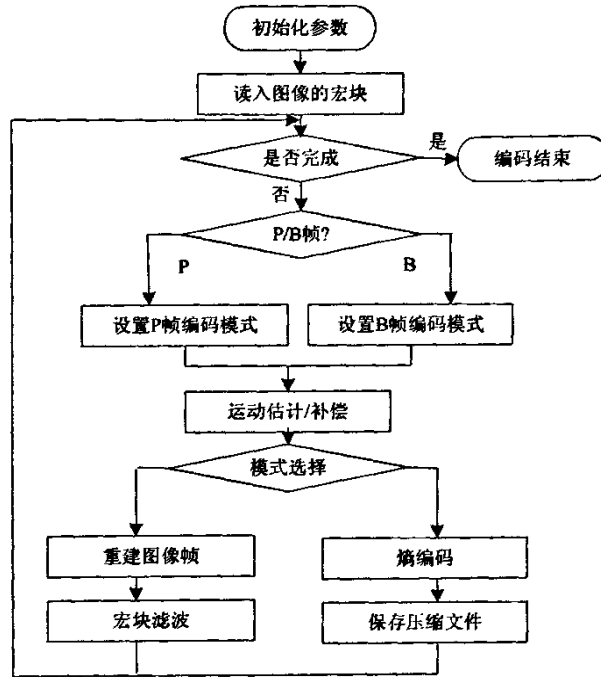 初始化参数
读入图像的宏块
是否完成
是
编码结束
否
P/B帧?
P
B
设置P帧编码模式
设置B帧编码模式
运动估计/补偿
模式选择
重建图像帧
熵编码
宏块滤波
保存压缩文件